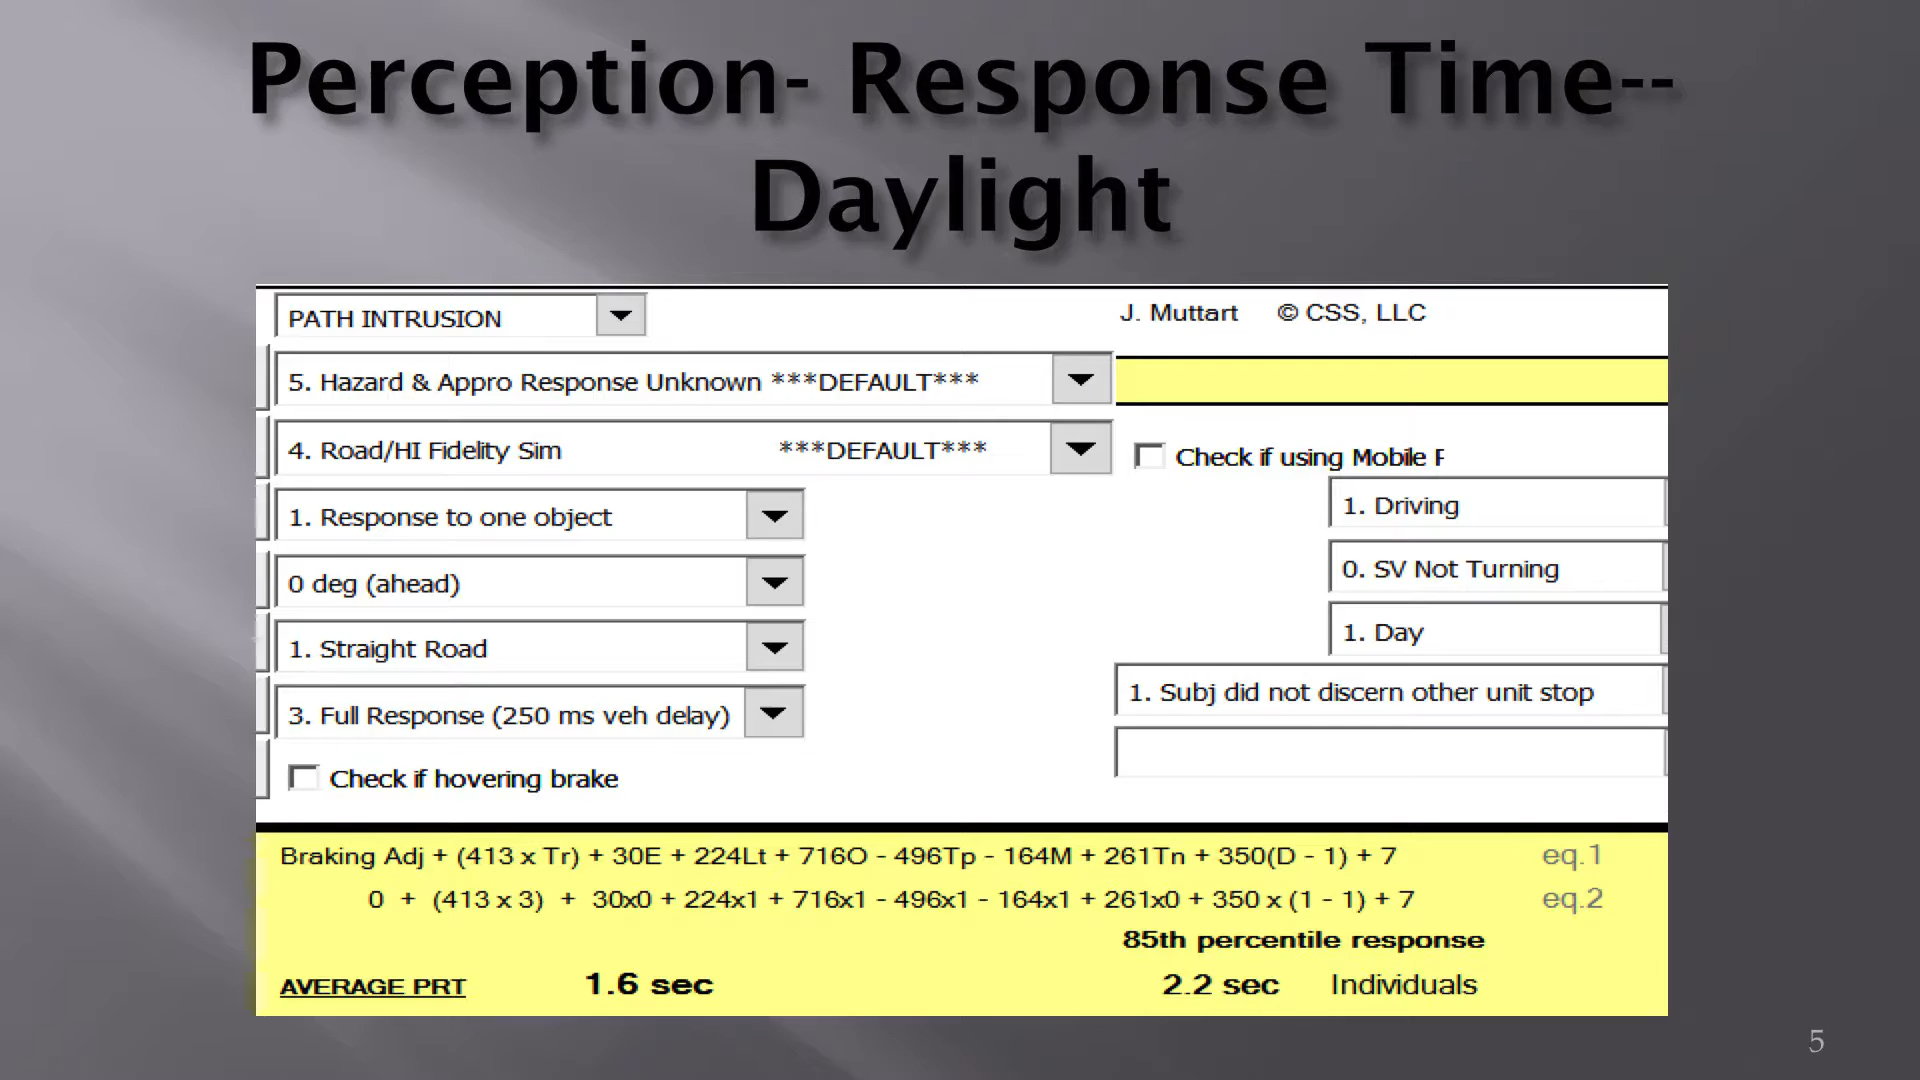 Perception- Response Time--
Daylight
PATH INTRUSION
J. Muttart © CSS, LLC
5. Hazard & Appro Response Unknown ***DEFAULT***
4. Road/HI Fidelity Sim ***DEFAULT***
Check if using Mobile
1. Response to one object
1. Driving
0 deg (ahead)
0. SV Not Turning
1. Straight Road
1. Day
3. Full Response (250 ms veh delay)
1. Subj did not discern other unit stop
Check if hovering brake
Braking Adj + (413 x Tr) + 30E + 224Lt + 716O - 496Tp - 164M + 261Tn + 350(D - 1) + 7 eq.1
0 + (413 x 3) + 30x0 + 224x1 + 716x1 - 496x1 - 164x1 + 261x0 + 350 x (1 - 1) + 7 eq.2
85th percentile response
AVERAGE PRT 1.6 sec 2.2 sec Individuals
5